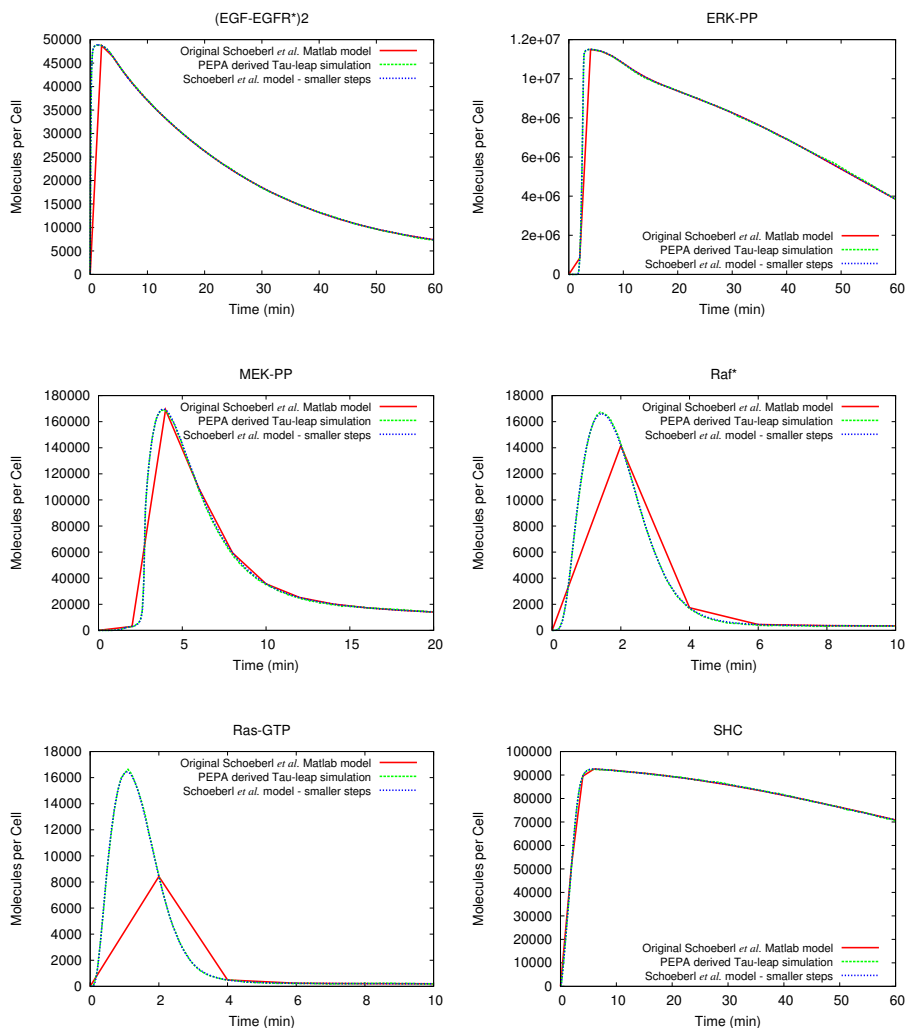 (EGF-EGFR*)2
Molecules per Cell
50000
45000
40000
35000
30000
25000
20000
15000
10000
5000
0
Original Schoeberl et al. Matlab model
PEPA derived Tau-leap simulation
Schoeberl et al. model - smaller steps
0 10 20 30 40 50 60
Time (min)
ERK-PP
Molecules per Cell
1.2e+07
1e+07
8e+06
6e+06
4e+06
2e+06
0
Original Schoeberl et al. Matlab model
PEPA derived Tau-leap simulation
Schoeberl et al. model - smaller steps
0 10 20 30 40 50 60
Time (min)
MEK-PP
Molecules per Cell
180000
160000
140000
120000
100000
80000
60000
40000
20000
0
Original Schoeberl et al. Matlab model
PEPA derived Tau-leap simulation
Schoeberl et al. model - smaller steps
0 5 10 15 20
Time (min)
Raf*
Molecules per Cell
18000
16000
14000
12000
10000
8000
6000
4000
2000
0
Original Schoeberl et al. Matlab model
PEPA derived Tau-leap simulation
Schoeberl et al. model - smaller steps
0 2 4 6 8 10
Time (min)
Ras-GTP
Molecules per Cell
18000
16000
14000
12000
10000
8000
6000
4000
2000
0
Original Schoeberl et al. Matlab model
PEPA derived Tau-leap simulation
Schoeberl et al. model - smaller steps
0 2 4 6 8 10
Time (min)
SHC
Molecules per Cell
100000
90000
80000
70000
60000
50000
40000
30000
20000
10000
0
Original Schoeberl et al. Matlab model
PEPA derived Tau-leap simulation
Schoeberl et al. model - smaller steps
0 10 20 30 40 50 60
Time (min)